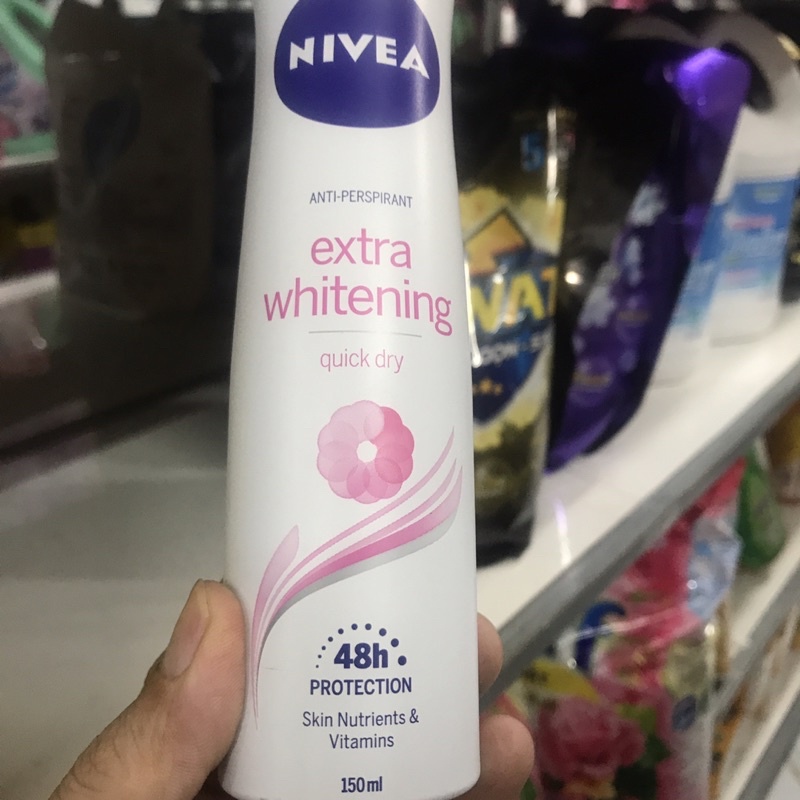 NIVEA
ANTI-PERSPIRANT
extra
whitening
quick dry
48h
PROTECTION
Skin Nutrients &
Vitamins
150ml